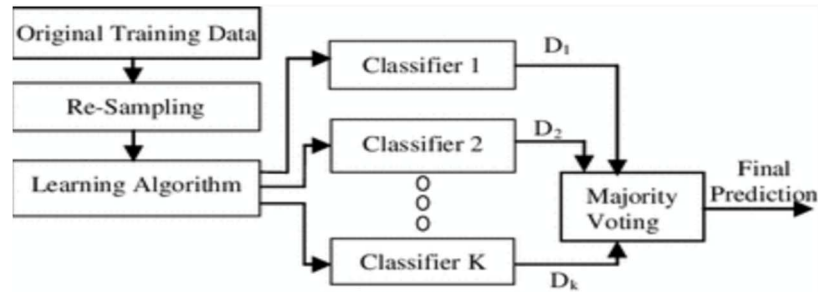 Original Training Data
Re-Sampling
Learning Algorithm
Classifier 1
Classifier 2
O
O
O
Classifier K
D₁
D₂
Dₖ
Majority
Voting
Final
Prediction